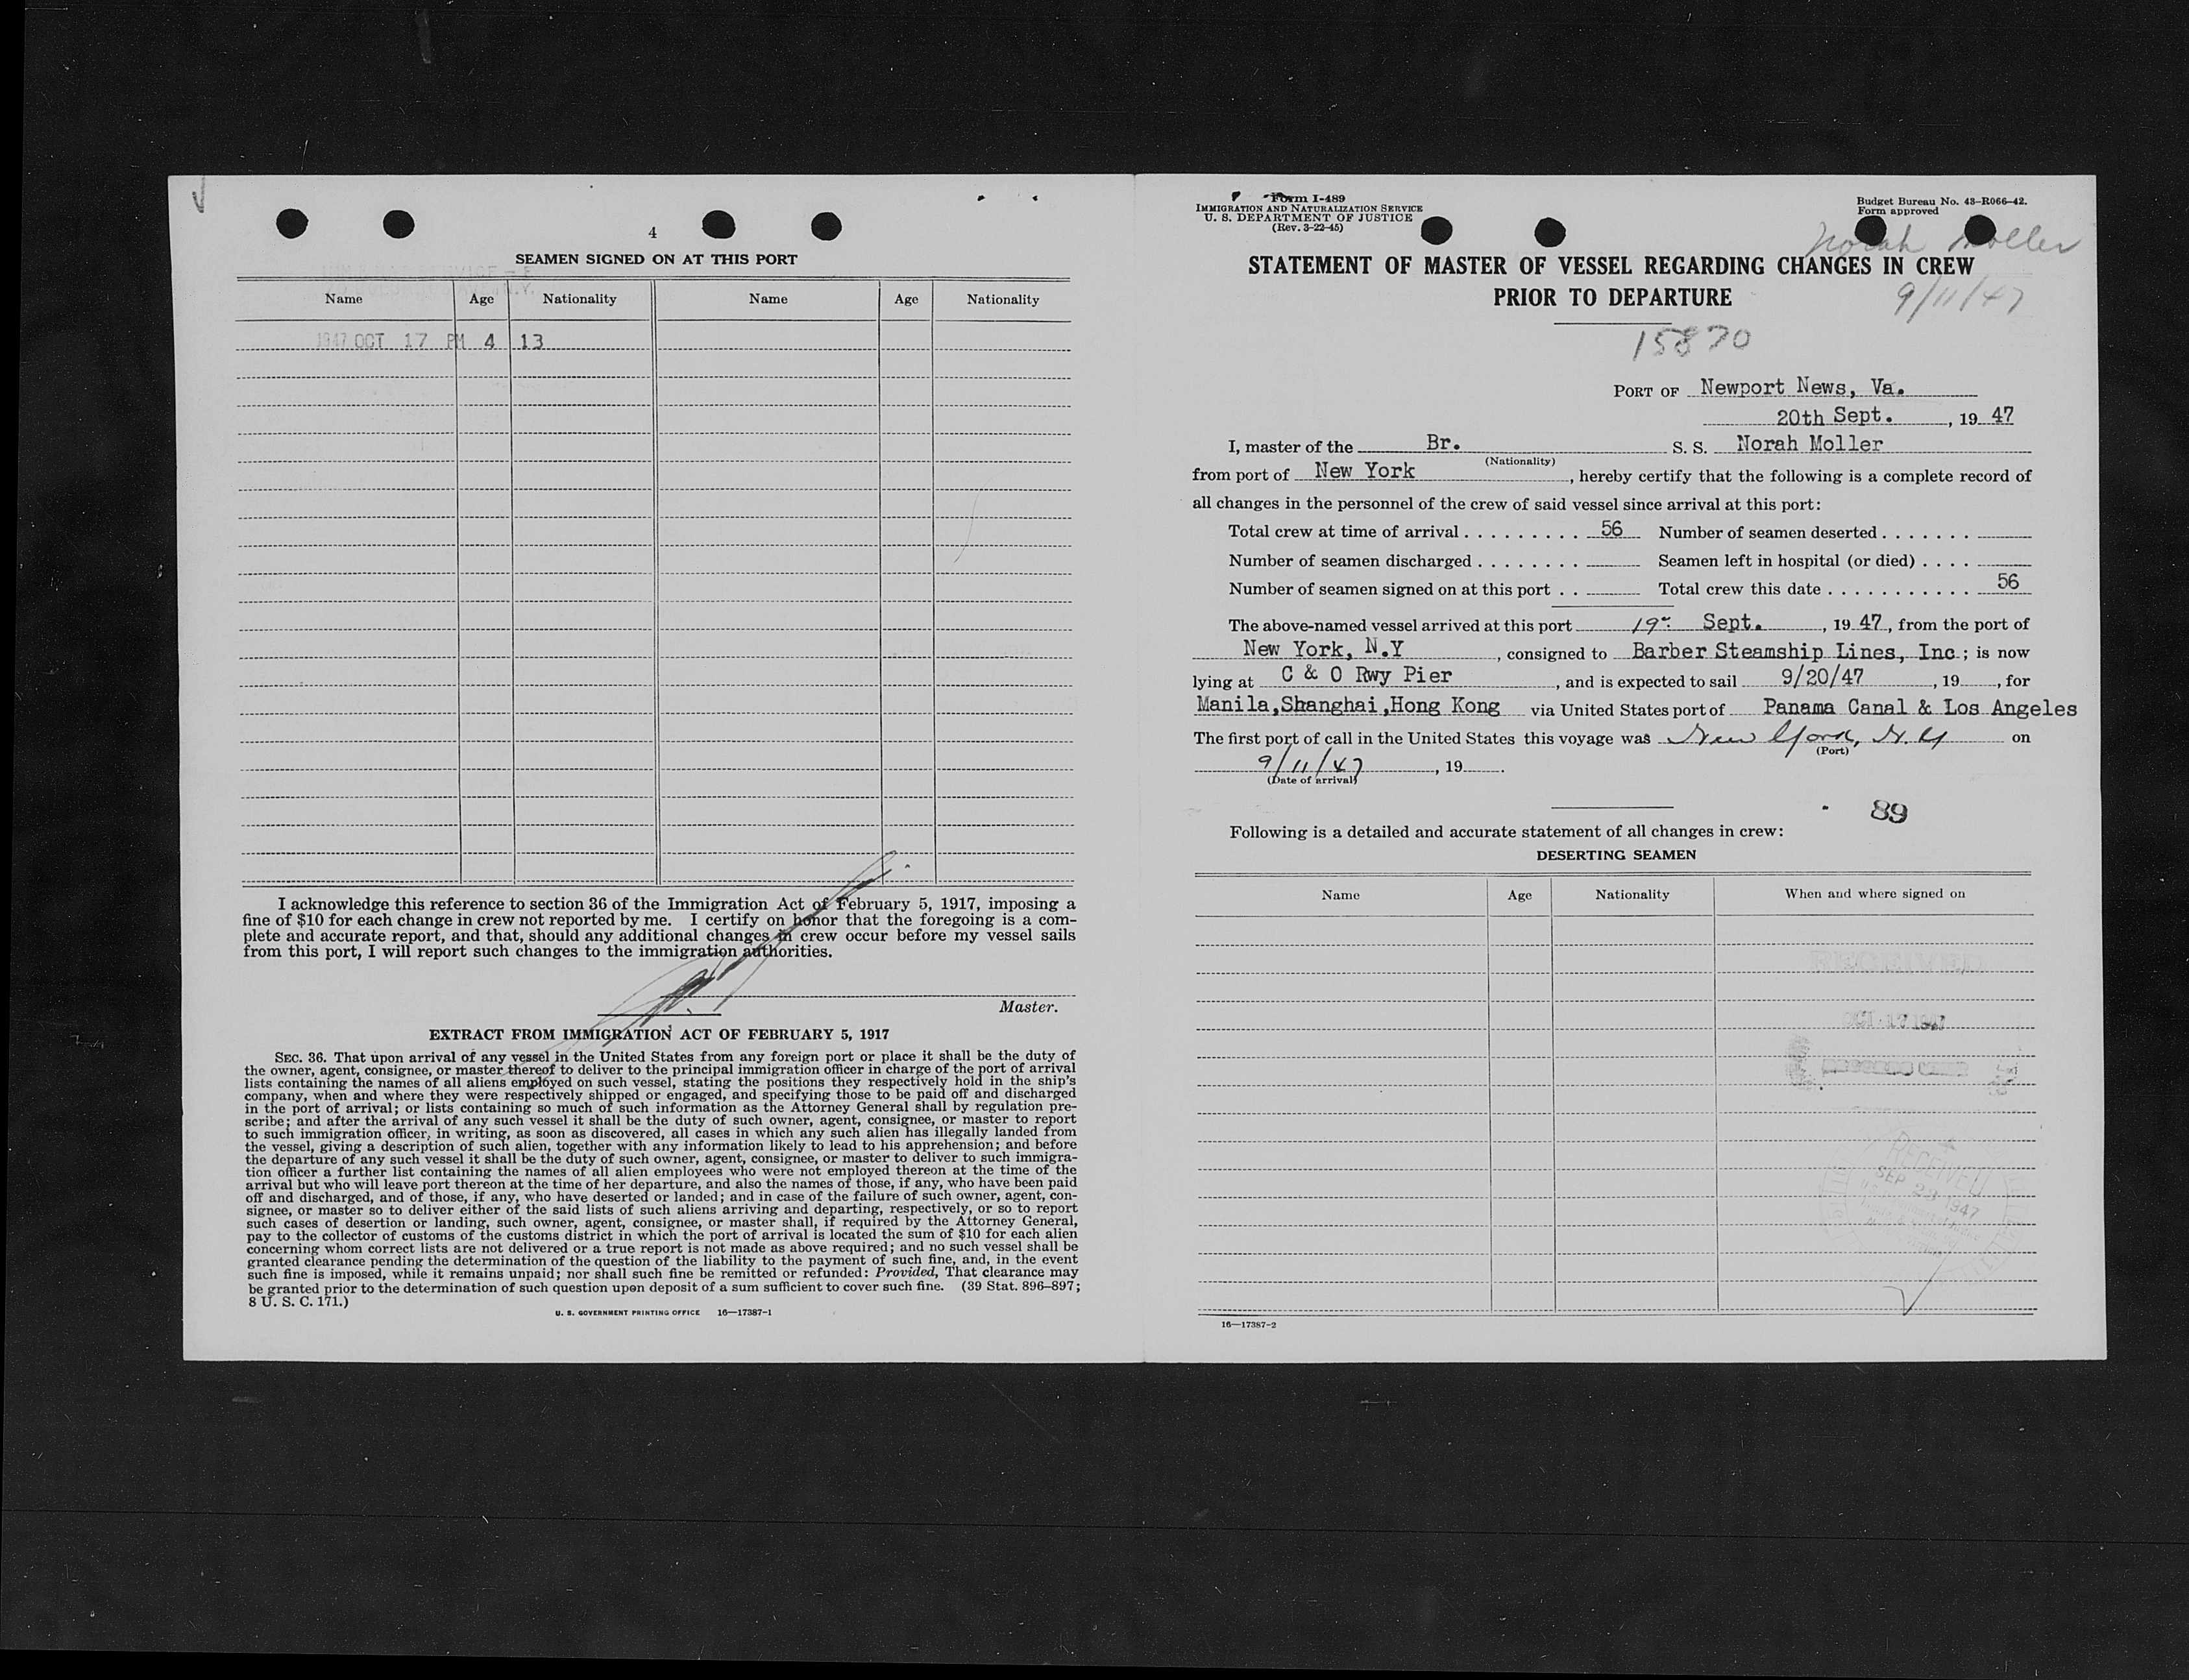 4
SEAMEN SIGNED ON AT THIS PORT
Name Age Nationality Name Age Nationality
1947 OCT 17 PM 4 13
I acknowledge this reference to section 36 of the Immigration Act of February 5, 1917, imposing a
fine of $10 for each change in crew not reported by me. I certify on honor that the foregoing is a com-
plete and accurate report, and that, should any additional changes in crew occur before my vessel sails
from this port, I will report such changes to the immigration authorities.
Master.
EXTRACT FROM IMMIGRATION ACT OF FEBRUARY 5, 1917
SEC. 36. That upon arrival of any vessel in the United States from any foreign port or place it shall be the duty of
the owner, agent, consignee, or master thereof to deliver to the principal immigration officer in charge of the port of arrival
lists containing the names of all aliens employed on such vessel, stating the positions they respectively hold in the ship's
company, when and where they were respectively shipped or engaged, and specifying those to be paid off and discharged
in the port of arrival; or lists containing so much of such information as the Attorney General shall by regulation pre-
scribe; and after the arrival of any such vessel it shall be the duty of such owner, agent, consignee, or master to report
to such immigration officer, in writing, as soon as discovered, all cases in which any such alien has illegally landed from
the vessel, giving a description of such alien, together with any information likely to lead to his apprehension; and before
the departure of any such vessel it shall be the duty of such owner, agent, consignee, or master to deliver to such immigra-
tion officer a further list containing the names of all alien employees who were not employed thereon at the time of the
arrival but who will leave port thereon at the time of her departure, and also the names of those, if any, who have been paid
off and discharged, and of those, if any, who have deserted or landed; and in case of the failure of such owner, agent, con-
signee, or master so to deliver either of the said lists of such aliens arriving and departing, respectively, or so to report
such cases of desertion or landing, such owner, agent, consignee, or master shall, if required by the Attorney General,
pay to the collector of customs of the customs district in which the port of arrival is located the sum of $10 for each alien
concerning whom correct lists are not delivered or a true report is not made as above required; and no such vessel shall be
granted clearance pending the determination of the question of the liability to the payment of such fine, and, in the event
such fine is imposed, while it remains unpaid; nor shall such fine be remitted or refunded: Provided, That clearance may
be granted prior to the determination of such question upon deposit of a sum sufficient to cover such fine. (39 Stat. 896–897;
8 U. S. C. 171.)
U. S. GOVERNMENT PRINTING OFFICE 16—17387-1
Form I-489
IMMIGRATION AND NATURALIZATION SERVICE
U. S. DEPARTMENT OF JUSTICE
(Rev. 3-22-45)
Budget Bureau No. 43-R066-42.
Form approved
Norah Moller
STATEMENT OF MASTER OF VESSEL REGARDING CHANGES IN CREW
PRIOR TO DEPARTURE
9/11/47
15870
PORT OF Newport News, Va.
20th Sept. , 19 47
I, master of the Br. S. S. Norah Moller
(Nationality)
from port of New York , hereby certify that the following is a complete record of
all changes in the personnel of the crew of said vessel since arrival at this port:
Total crew at time of arrival 56 Number of seamen deserted
Number of seamen discharged Seamen left in hospital (or died)
Number of seamen signed on at this port Total crew this date 56
The above-named vessel arrived at this port 19th Sept. , 19 47 , from the port of
New York, N.Y , consigned to Barber Steamship Lines, Inc.; is now
lying at C & O Rwy Pier , and is expected to sail 9/20/47 , 19 , for
Manila,Shanghai,Hong Kong via United States port of Panama Canal & Los Angeles
The first port of call in the United States this voyage was New York, N.Y on
(Port)
9/11/47 , 19 .
(Date of arrival)
89
Following is a detailed and accurate statement of all changes in crew:
DESERTING SEAMEN
Name Age Nationality When and where signed on
RECEIVED
OCT 17 1947
RECEIVED
SEP 23 1947
16—17387-2